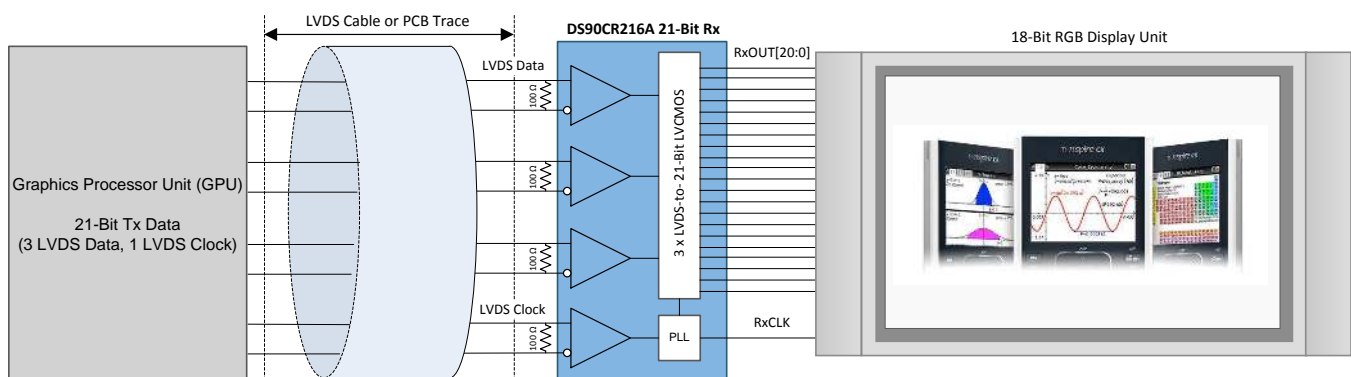 LVDS Cable or PCB Trace
DS90CR216A 21-Bit Rx
18-Bit RGB Display Unit
Graphics Processor Unit (GPU)
21-Bit Tx Data
(3 LVDS Data, 1 LVDS Clock)
LVDS Data
100 Ω
100 Ω
100 Ω
LVDS Clock
100 Ω
3 x LVDS-to- 21-Bit LVCMOS
PLL
RxOUT[20:0]
RxCLK